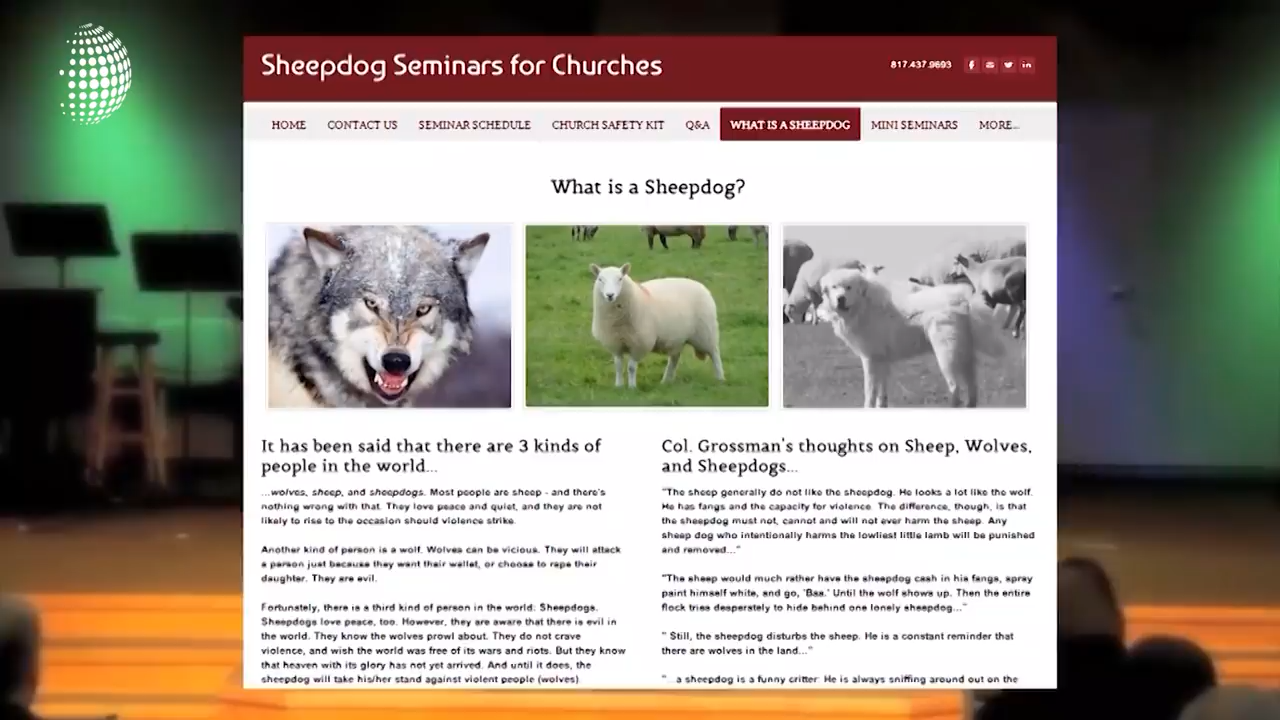 Sheepdog Seminars for Churches
817.437.9693
HOME CONTACT US SEMINAR SCHEDULE CHURCH SAFETY KIT Q&A WHAT IS A SHEEPDOG MINI SEMINARS MORE...
What is a Sheepdog?
It has been said that there are 3 kinds of
people in the world...
...wolves, sheep, and sheepdogs. Most people are sheep - and there's
nothing wrong with that. They love peace and quiet, and they are not
likely to rise to the occasion should violence strike.
Another kind of person is a wolf. Wolves can be vicious. They will attack
a person just because they want their wallet, or choose to rape their
daughter. They are evil.
Fortunately, there is a third kind of person in the world: Sheepdogs.
Sheepdogs love peace, too. However, they are aware that there is evil in
the world. They know the wolves prowl about. They do not crave
violence, and wish the world was free of its wars and riots. But they know
that heaven with its glory has not yet arrived. And until it does, the
sheepdog will take his/her stand against violent people (wolves).
Col. Grossman's thoughts on Sheep, Wolves,
and Sheepdogs...
"The sheep generally do not like the sheepdog. He looks a lot like the wolf.
He has fangs and the capacity for violence. The difference, though, is that
the sheepdog must not, cannot and will not ever harm the sheep. Any
sheep dog who intentionally harms the lowliest little lamb will be punished
and removed..."
"The sheep would much rather have the sheepdog cash in his fangs, spray
paint himself white, and go, 'Baa.' Until the wolf shows up. Then the entire
flock tries desperately to hide behind one lonely sheepdog..."
" Still, the sheepdog disturbs the sheep. He is a constant reminder that
there are wolves in the land..."
"...a sheepdog is a funny critter: He is always sniffing around out on the